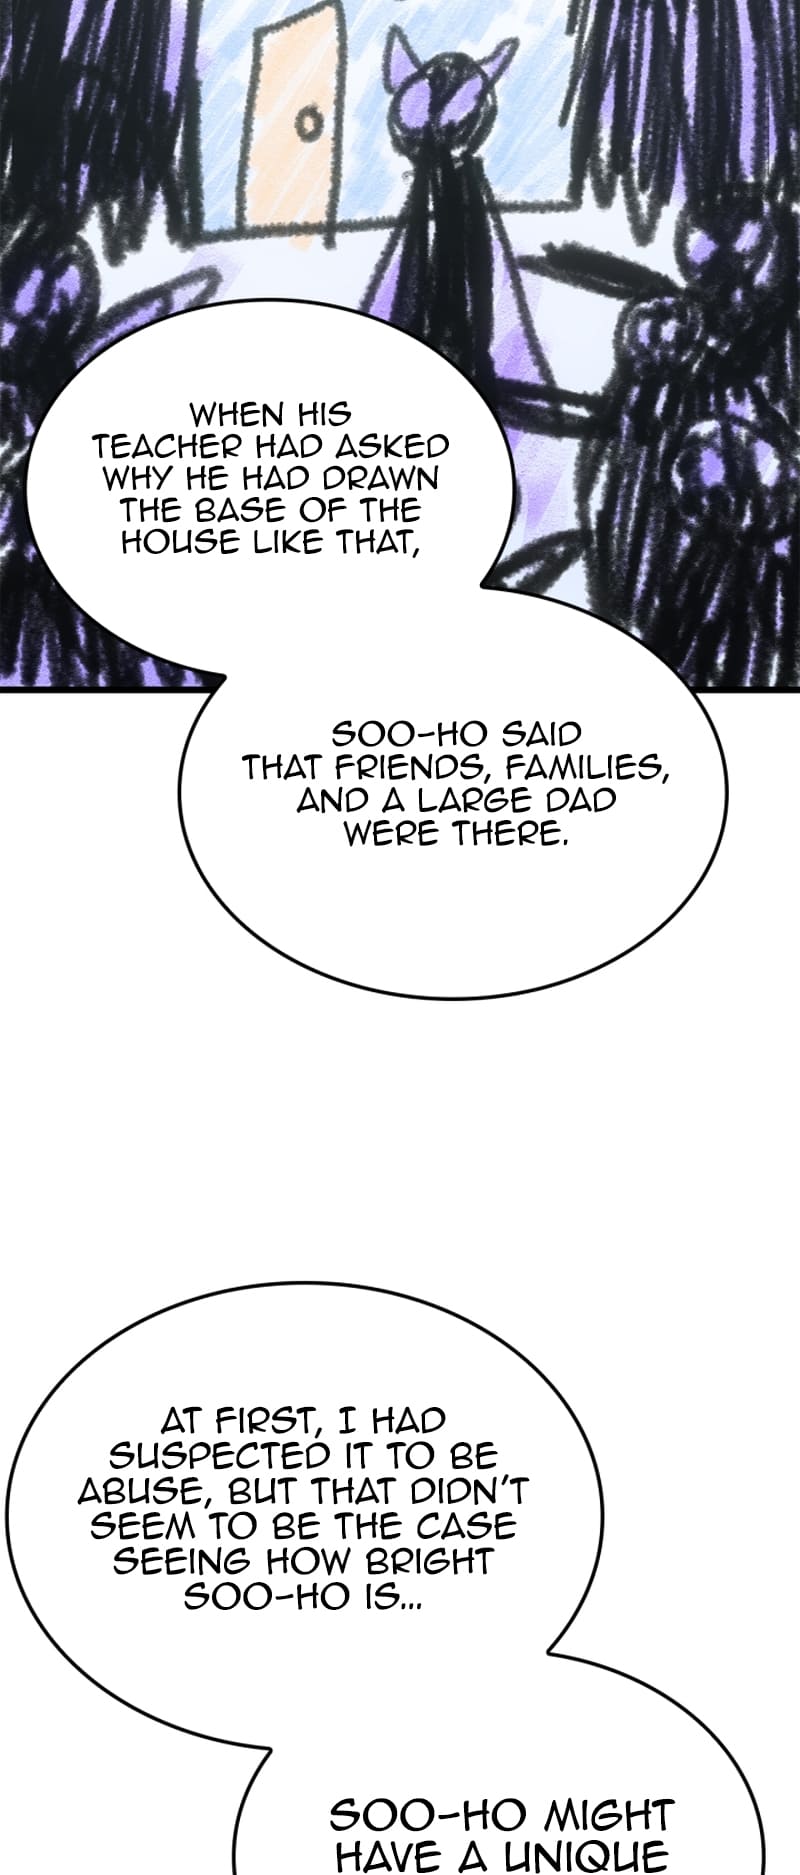 WHEN HIS
TEACHER HAD ASKED
WHY HE HAD DRAWN
THE BASE OF THE
HOUSE LIKE THAT,
SOO-HO SAID
THAT FRIENDS, FAMILIES,
AND A LARGE DAD
WERE THERE.
AT FIRST, I HAD
SUSPECTED IT TO BE
ABUSE, BUT THAT DIDN'T
SEEM TO BE THE CASE
SEEING HOW BRIGHT
SOO-HO IS...
SOO-HO MIGHT
HAVE A UNIQUE